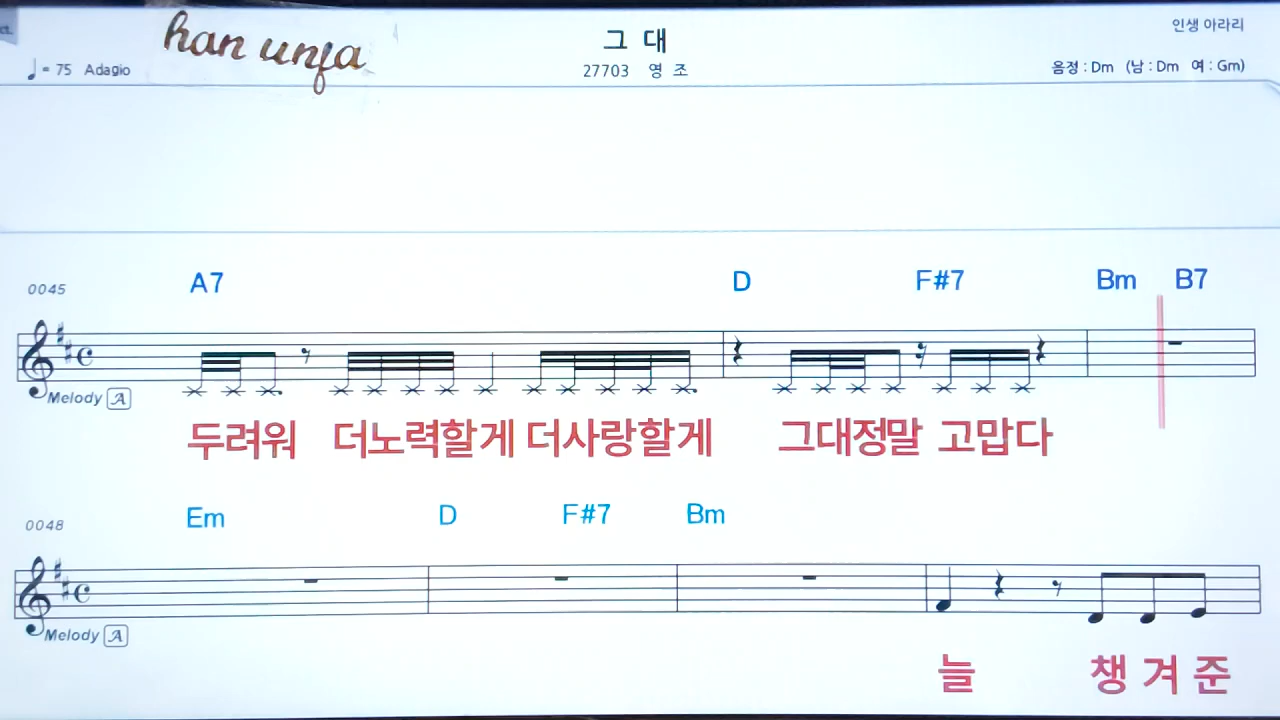 ct.
han unja
인생 아라리
그 대
= 75 Adagio
27703 영 조
음정 : Dm (남 : Dm 여 : Gm)
0045
A7 D F#7 Bm B7
Melody A
두려워 더노력할게 더사랑할게 그대정말 고맙다
0048
Em D F#7 Bm
Melody A
늘 챙 겨 준